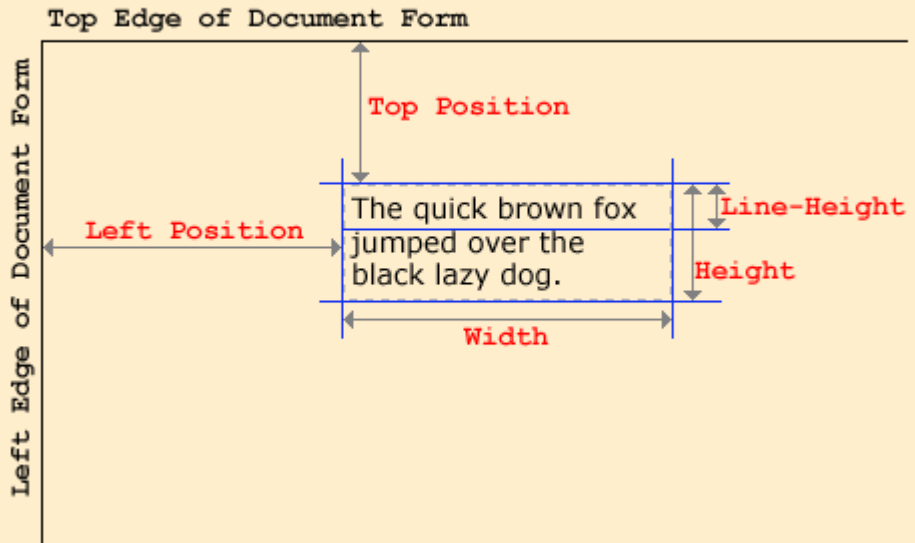 Top Edge of Document Form
Left Edge of Document Form
Top Position
Left Position
The quick brown fox
jumped over the
black lazy dog.
Line-Height
Height
Width